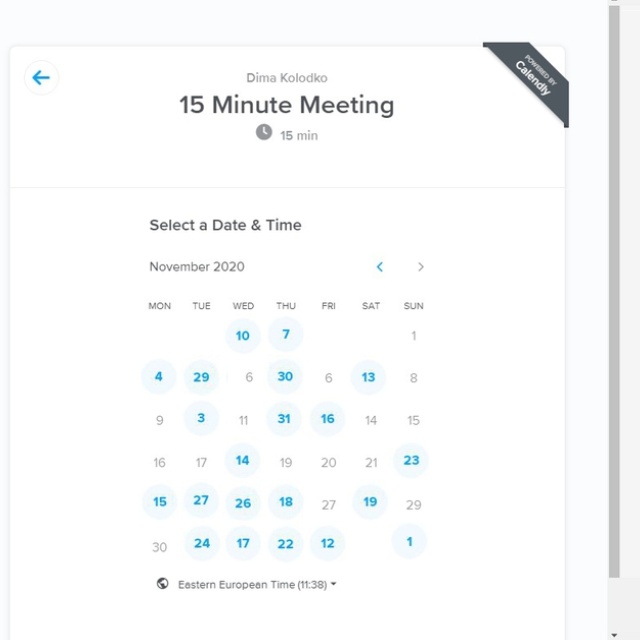 Dima Kolodko
15 Minute Meeting
15 min
POWERED BY
Calendly
Select a Date & Time
November 2020
MON TUE WED THU FRI SAT SUN
10 7 1
4 29 6 30 6 13 8
9 3 11 31 16 14 15
16 17 14 19 20 21 23
15 27 26 18 27 19 29
30 24 17 22 12 1
Eastern European Time (11:38)